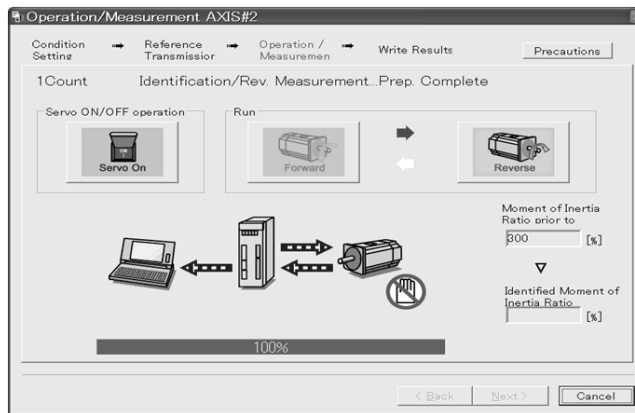 Operation/Measurement AXIS#2
Condition Setting
Reference Transmissior
Operation / Measuremen
Write Results
Precautions
1Count Identification/Rev. Measurement...Prep. Complete
Servo ON/OFF operation
Run
Servo On
Forward
Reverse
Moment of Inertia
Ratio prior to
300 [%]
Identified Moment of
Inertia Ratio
[%]
100%
< Back
Next >
Cancel